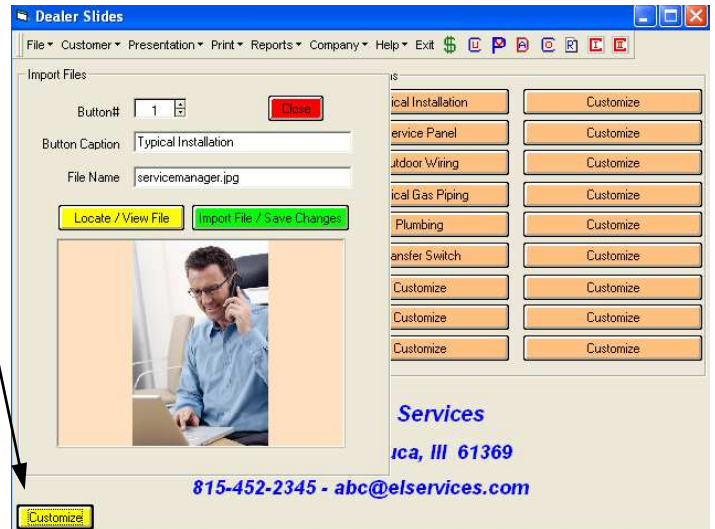 Dealer Slides
File Customer Presentation Print Reports Company Help Exit $ U P A O R I E
Import Files
Button# 1 Close
Button Caption Typical Installation
File Name servicemanager.jpg
Locate / View File Import File / Save Changes
ns
ical Installation Customize
ervice Panel Customize
utdoor Wiring Customize
ical Gas Piping Customize
Plumbing Customize
ansfer Switch Customize
Customize Customize
Customize Customize
Customize Customize
Services
uca, Ill 61369
815-452-2345 - abc@elservices.com
Customize